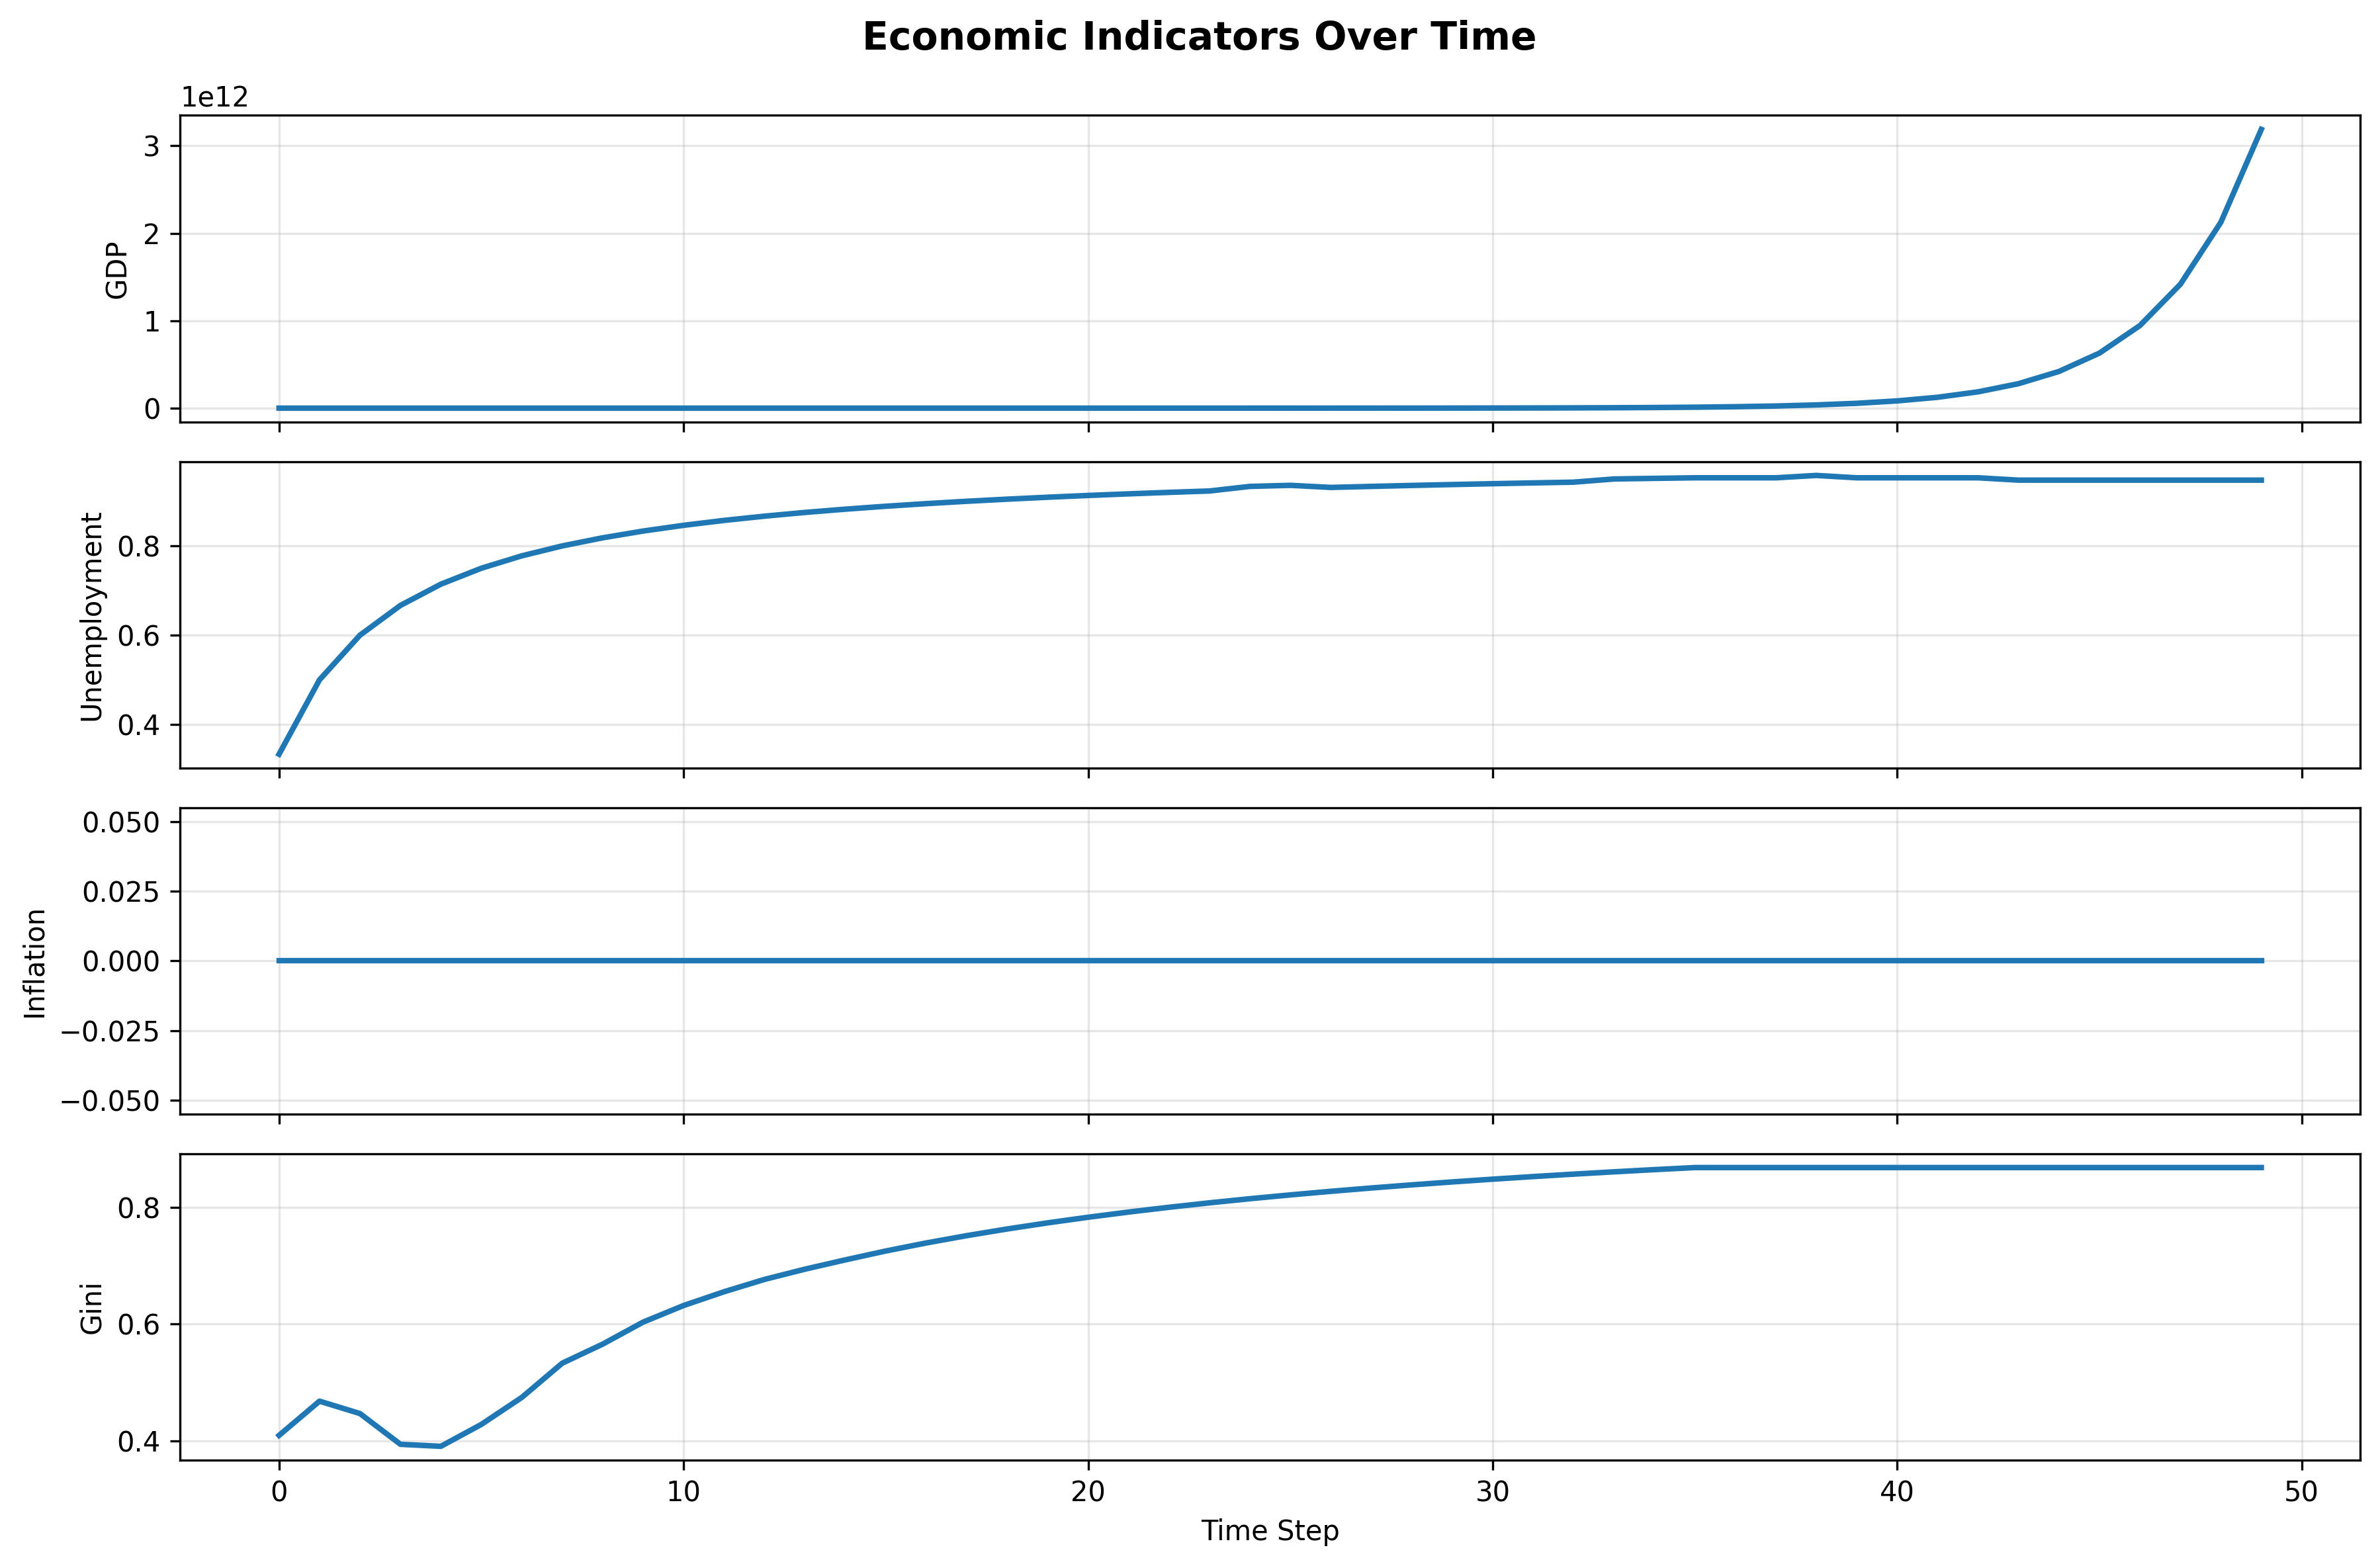 Economic Indicators Over Time
1e12
3
2
1
0
GDP
0.8
0.6
0.4
Unemployment
0.050
0.025
0.000
−0.025
−0.050
Inflation
0.8
0.6
0.4
Gini
0 10 20 30 40 50
Time Step